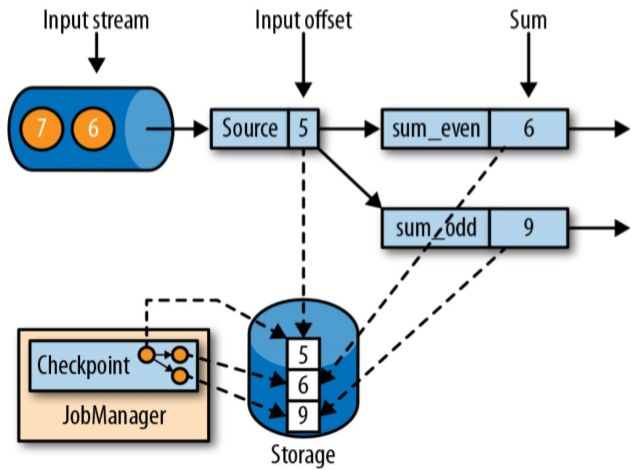 Input stream
Input offset
Sum
7
6
Source
5
sum_even
6
sum_odd
9
Checkpoint
JobManager
5
6
9
Storage